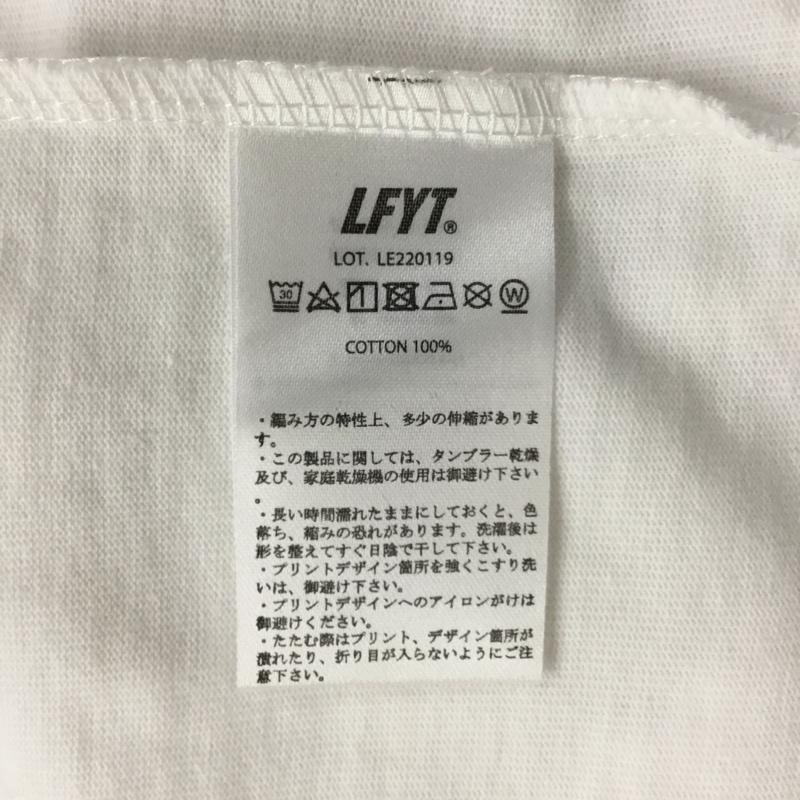 LFYT®
LOT. LE220119
30
W
COTTON 100%
・編み方の特性上、多少の伸縮がありま
す。
・この製品に関しては、タンブラー乾燥
及び、家庭乾燥機の使用は御避け下さい
。
・長い時間濡れたままにしておくと、色
落ち、縮みの恐れがあります。洗濯後は
形を整えてすぐ日陰で干して下さい。
・プリントデザイン箇所を強くこすり洗
いは、御避け下さい。
・プリントデザインへのアイロンがけは
御避けください。
・たたむ際はプリント、デザイン箇所が
潰れたり、折り目が入らないようにご注
意下さい。